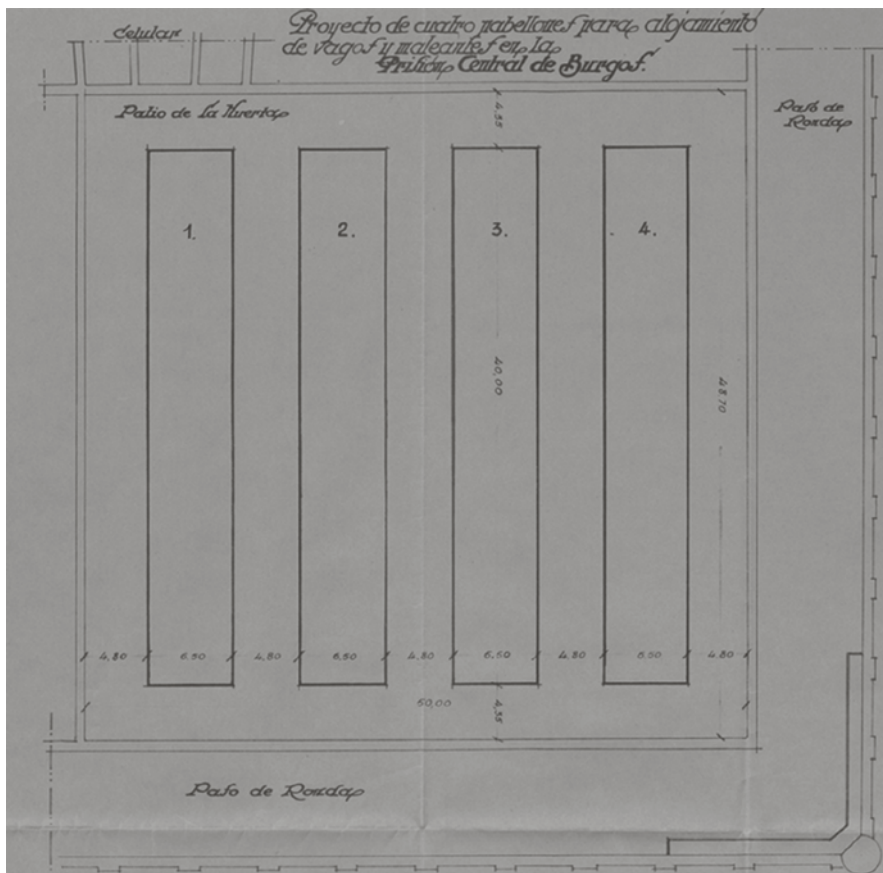 Celular
Proyecto de cuatro pabellones para alojamiento
de vagos y maleantes en la
Prisión Central de Burgos.
Patio de la Huerta
Paso de
Ronda
4.35
1.
2.
3.
4.
40,00
48.70
4.80 6.50 4.80 6.50 4.80 6.50 4.80 6.50 4.80
50,00
4.35
Paso de Ronda